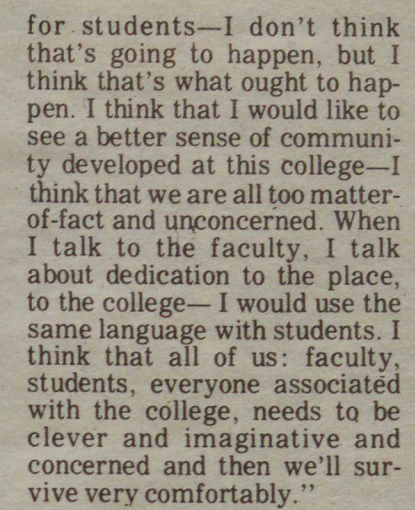 for students—I don't think
that's going to happen, but I
think that's what ought to hap-
pen. I think that I would like to
see a better sense of communi-
ty developed at this college—I
think that we are all too matter-
of-fact and unconcerned. When
I talk to the faculty, I talk
about dedication to the place,
to the college— I would use the
same language with students. I
think that all of us: faculty,
students, everyone associated
with the college, needs to be
clever and imaginative and
concerned and then we'll sur-
vive very comfortably."